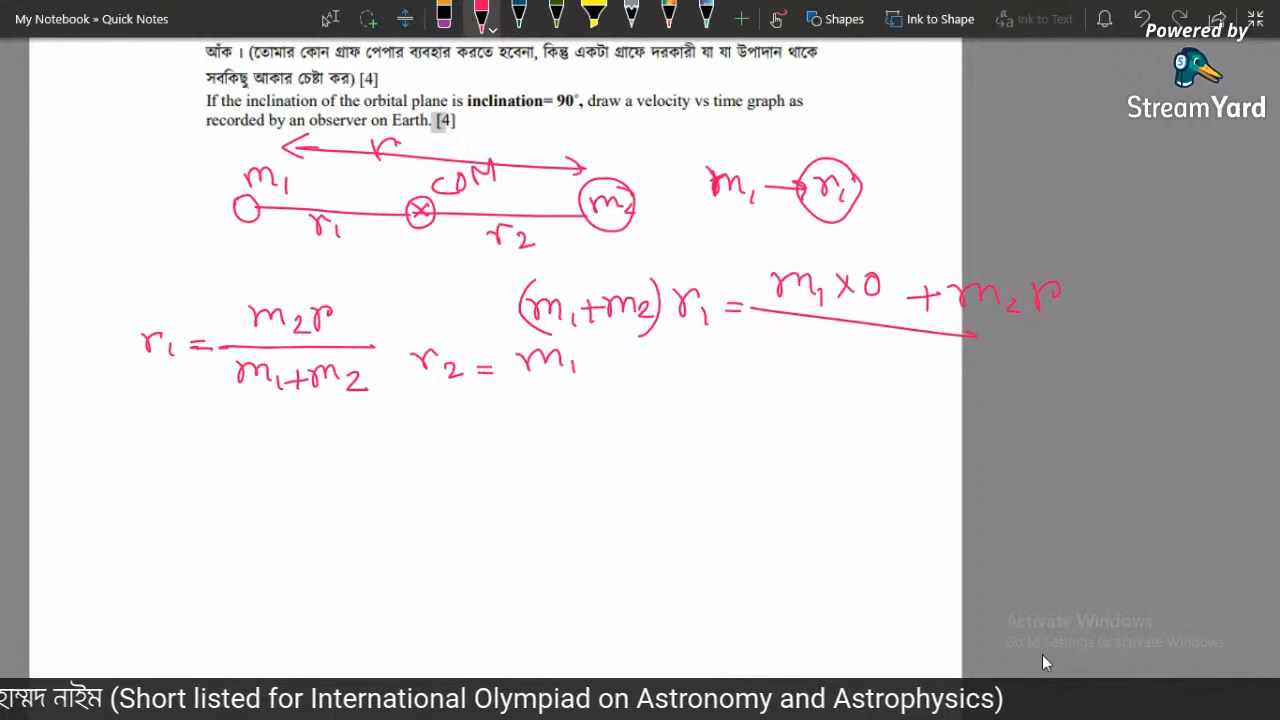 My Notebook » Quick Notes
Shapes
Ink to Shape
Ink to Text
Powered by
StreamYard
আঁক । (তোমার কোন গ্রাফ পেপার ব্যবহার করতে হবেনা, কিন্তু একটা গ্রাফে দরকারী যা যা উপাদান থাকে
সবকিছু আকার চেষ্টা কর) [4]
If the inclination of the orbital plane is inclination= 90°, draw a velocity vs time graph as
recorded by an observer on Earth. [4]
r
m₁ COM m₂ m₁ → r₁
r₁ r₂
(m₁+m₂) r₁ = m₁×0 + m₂r
r₁ = m₂r / m₁+m₂ r₂ = m₁
Activate Windows
Go to Settings to activate Windows.
নাইম (Short listed for International Olympiad on Astronomy and Astrophysics)